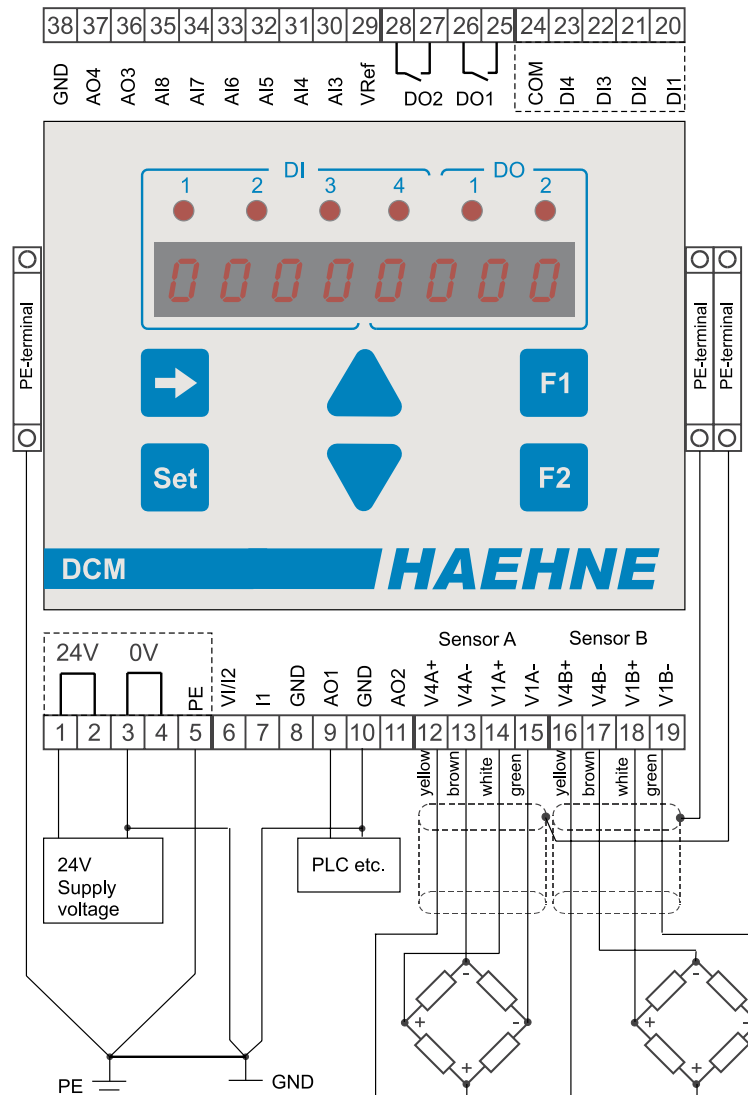 38 37 36 35 34 33 32 31 30 29 28 27 26 25 24 23 22 21 20
GND AO4 AO3 AI8 AI7 AI6 AI5 AI4 AI3 VRef DO2 DO1 COM DI4 DI3 DI2 DI1
DI DO
1 2 3 4 1 2
00000000
PE-terminal
PE-terminal
PE-terminal
F1
Set F2
DCM HAEHNE
Sensor A Sensor B
24V 0V
PE VI/I2 I1 GND AO1 GND AO2 V4A+ V4A- V1A+ V1A- V4B+ V4B- V1B+ V1B-
1 2 3 4 5 6 7 8 9 10 11 12 13 14 15 16 17 18 19
yellow brown white green yellow brown white green
24V
Supply
voltage
PLC etc.
- -
+ - + -
+ +
PE GND